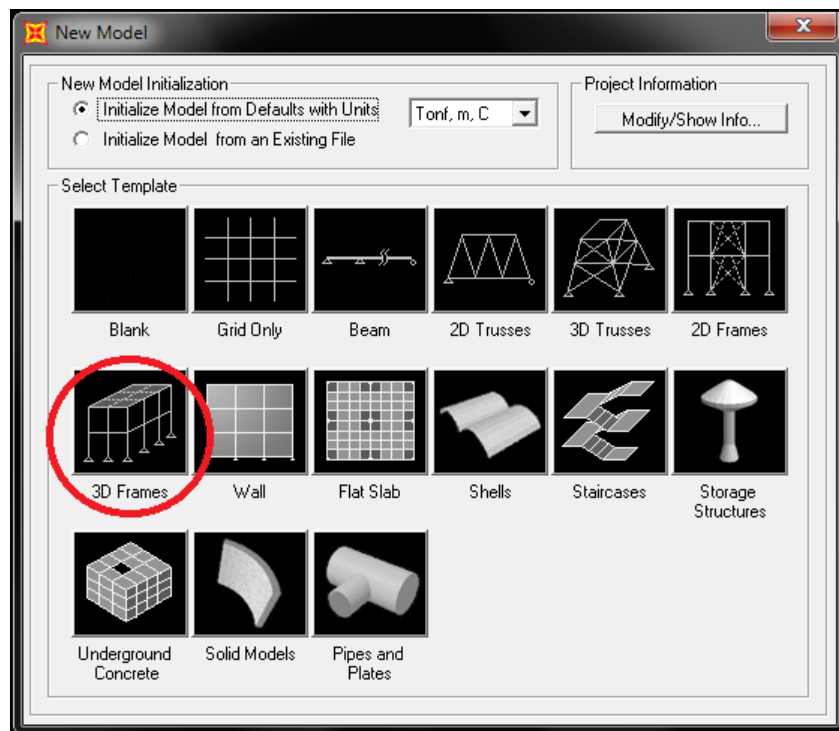 New Model
New Model Initialization
Initialize Model from Defaults with Units
Tonf, m, C
Initialize Model from an Existing File
Project Information
Modify/Show Info...
Select Template
Blank
Grid Only
Beam
2D Trusses
3D Trusses
2D Frames
3D Frames
Wall
Flat Slab
Shells
Staircases
Storage
Structures
Underground
Concrete
Solid Models
Pipes and
Plates